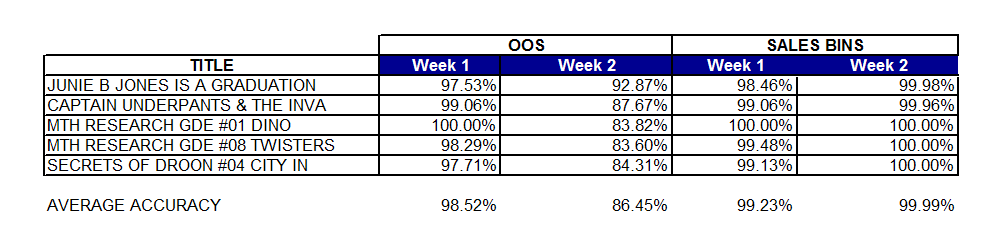 OOS SALES BINS
TITLE Week 1 Week 2 Week 1 Week 2
JUNIE B JONES IS A GRADUATION 97.53% 92.87% 98.46% 99.98%
CAPTAIN UNDERPANTS & THE INVA 99.06% 87.67% 99.06% 99.96%
MTH RESEARCH GDE #01 DINO 100.00% 83.82% 100.00% 100.00%
MTH RESEARCH GDE #08 TWISTERS 98.29% 83.60% 99.48% 100.00%
SECRETS OF DROON #04 CITY IN 97.71% 84.31% 99.13% 100.00%
AVERAGE ACCURACY 98.52% 86.45% 99.23% 99.99%